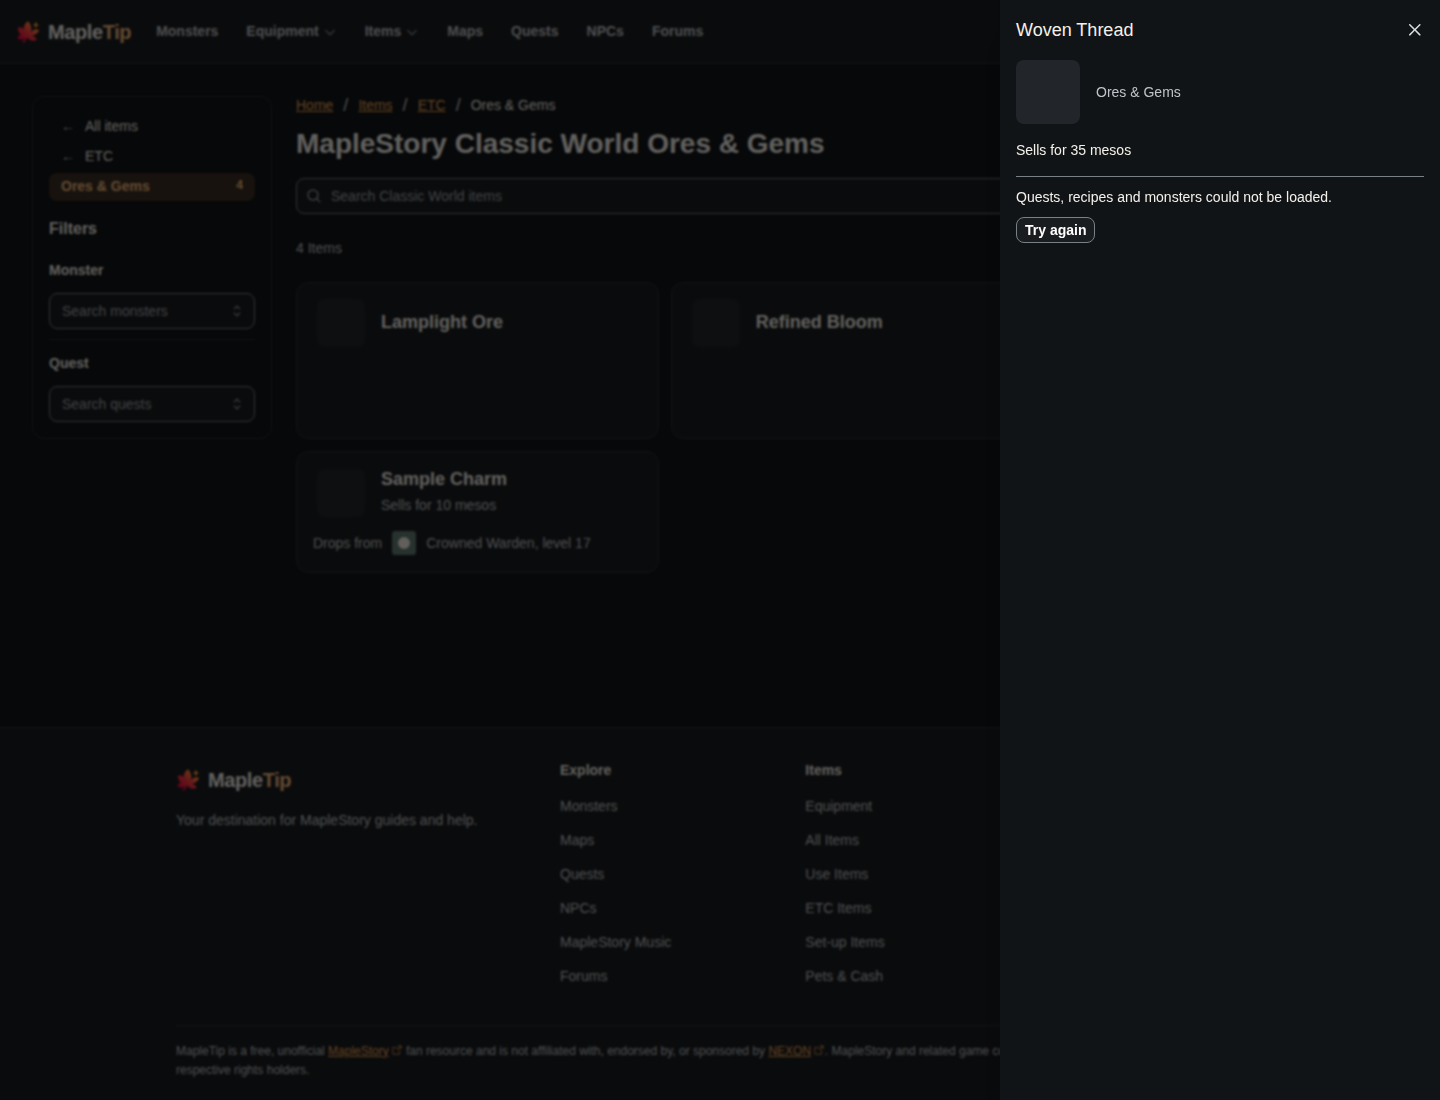 MapleTip
Monsters
Equipment
Items
Maps
Quests
NPCs
Forums
← All items
← ETC
Ores & Gems 4
Filters
Monster
Search monsters
Quest
Search quests
Home / Items / ETC / Ores & Gems
MapleStory Classic World Ores & Gems
Search Classic World items
4 Items
Lamplight Ore
Refined Bloom
Sample Charm
Sells for 10 mesos
Drops from Crowned Warden, level 17
Woven Thread
Ores & Gems
Sells for 35 mesos
Quests, recipes and monsters could not be loaded.
Try again
MapleTip
Your destination for MapleStory guides and help.
Explore
Monsters
Maps
Quests
NPCs
MapleStory Music
Forums
Items
Equipment
All Items
Use Items
ETC Items
Set-up Items
Pets & Cash
MapleTip is a free, unofficial MapleStory fan resource and is not affiliated with, endorsed by, or sponsored by NEXON. MapleStory and related game
respective rights holders.